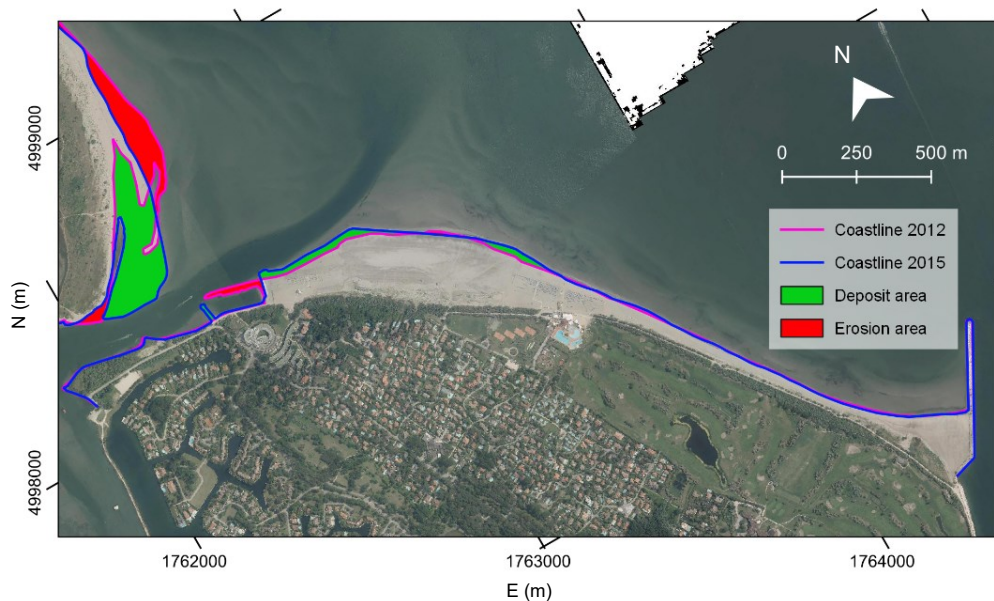 N
0 250 500 m
Coastline 2012
Coastline 2015
Deposit area
Erosion area
4999000
4998000
N (m)
1762000 1763000 1764000
E (m)